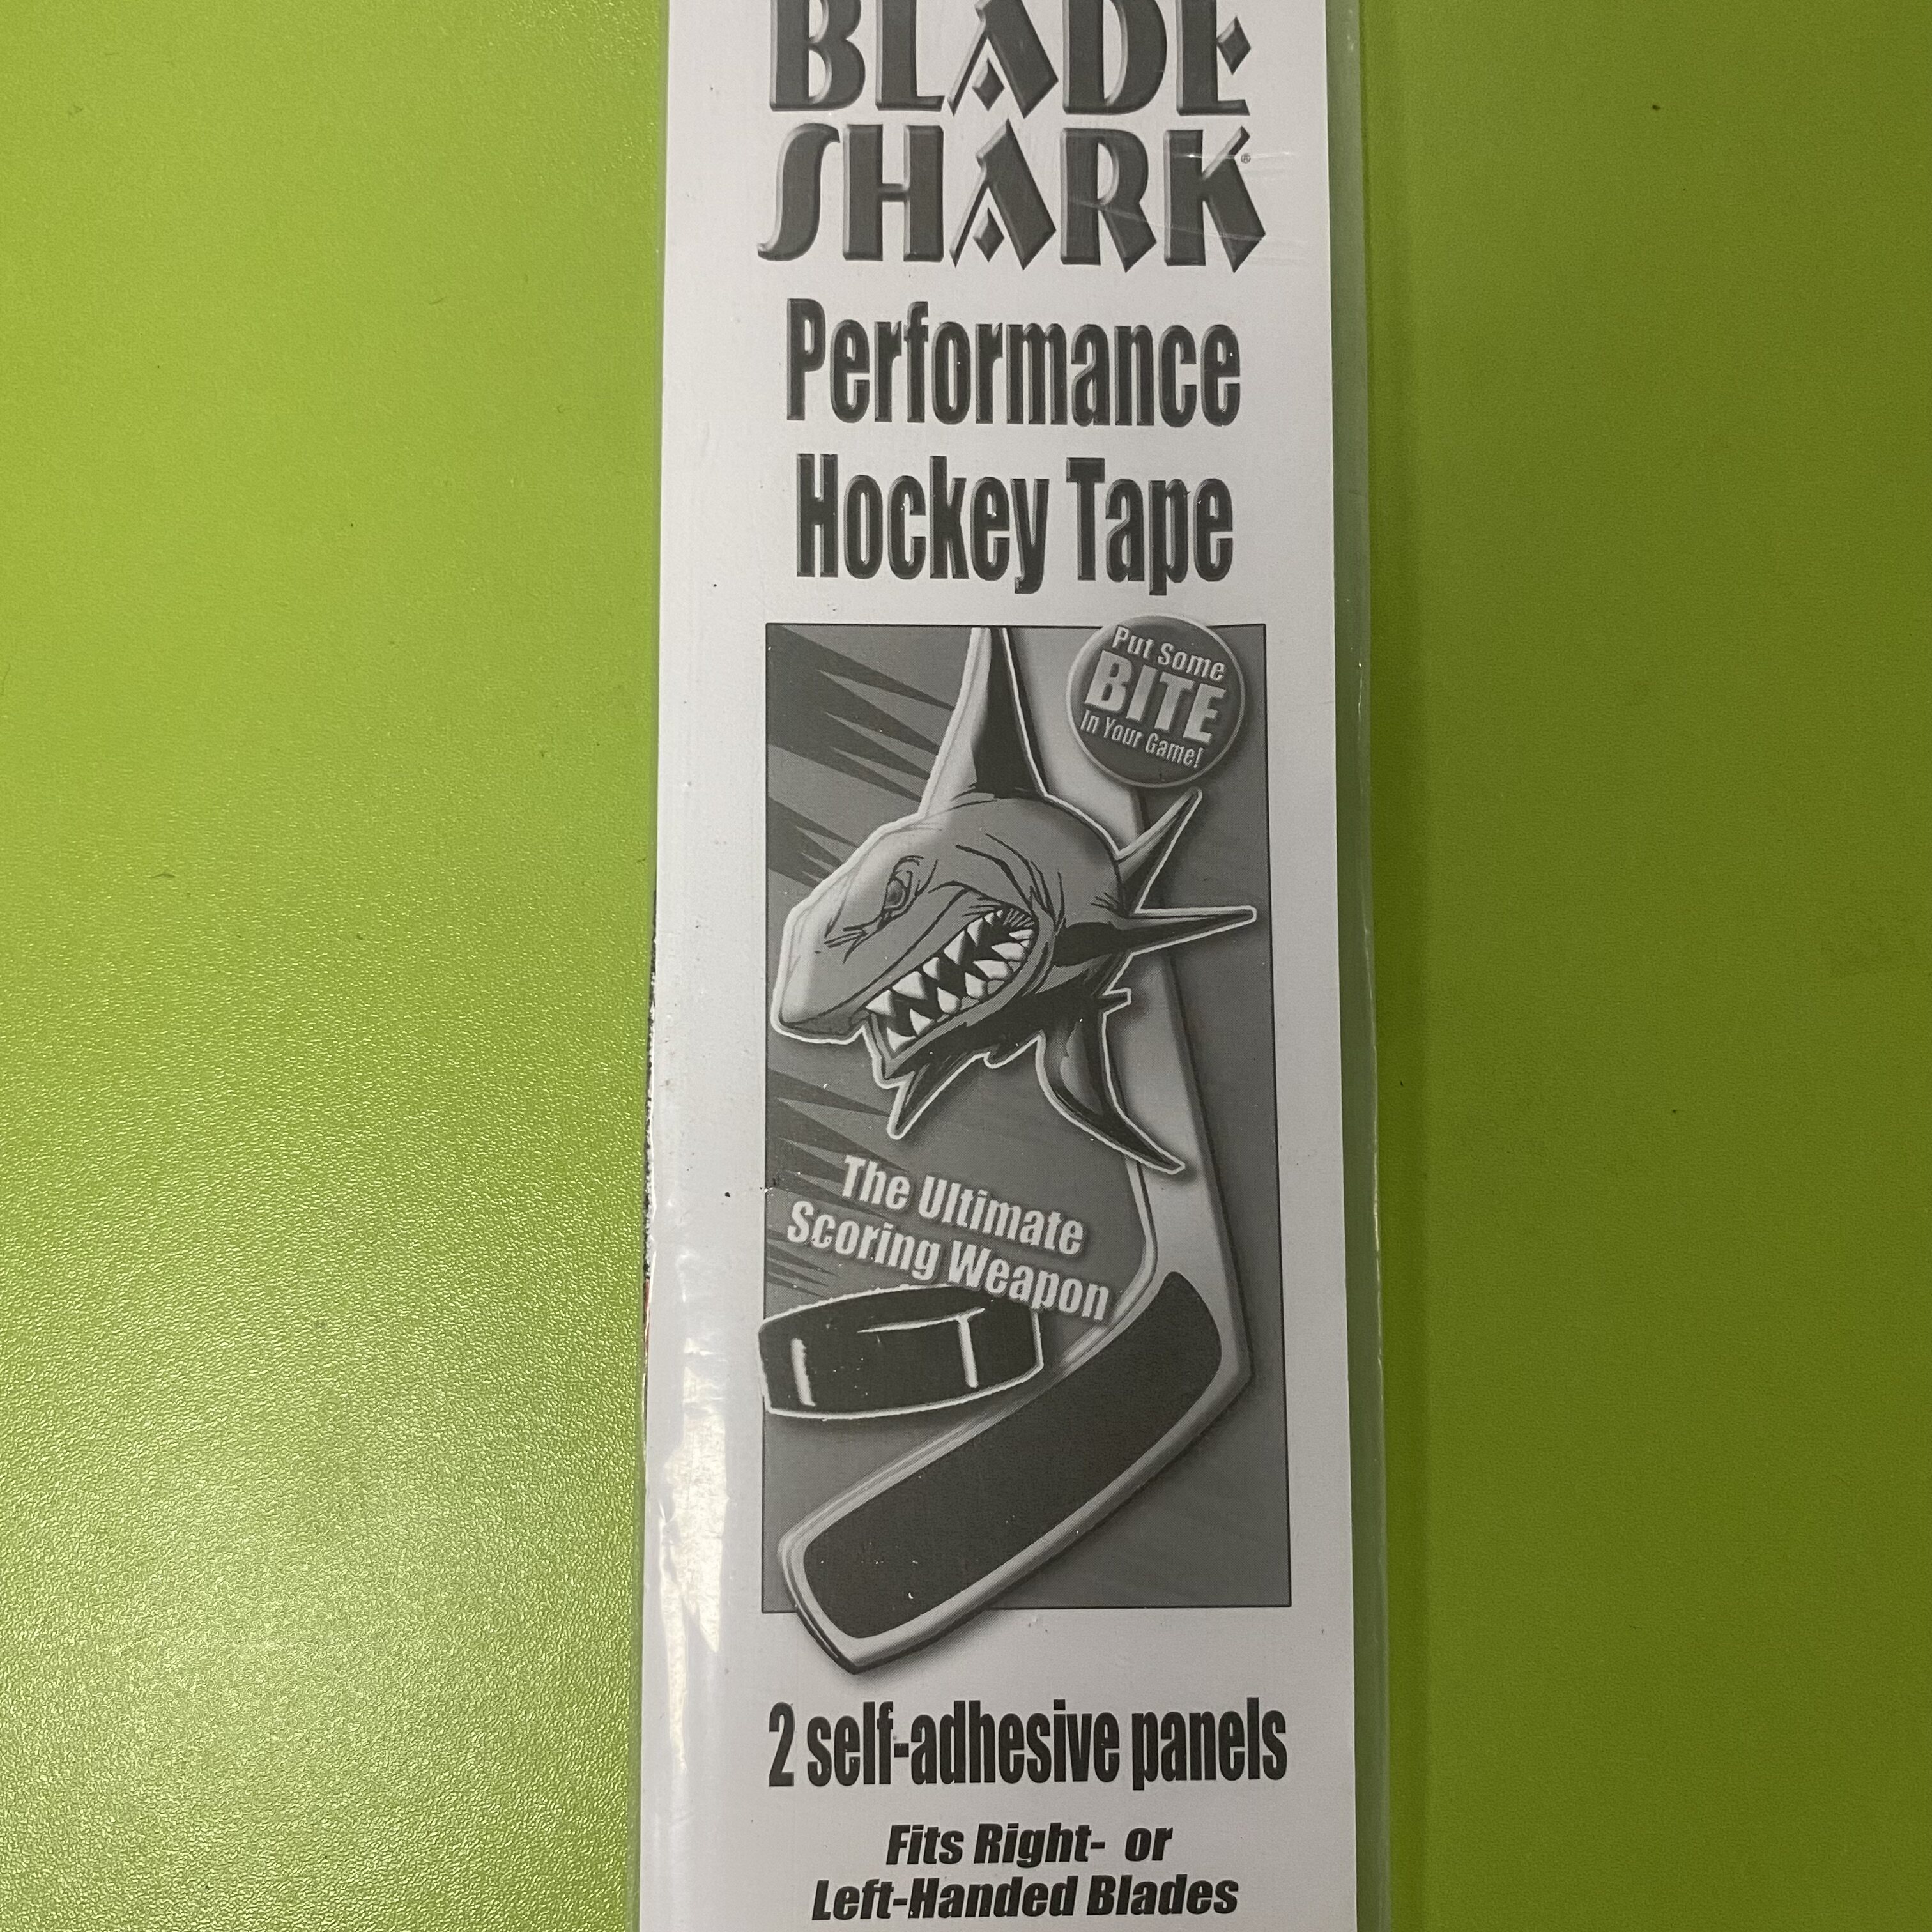 BLADE
SHARK®
Performance
Hockey Tape
Put Some
BITE
In Your Game!
The Ultimate
Scoring Weapon
2 self-adhesive panels
Fits Right- or
Left-Handed Blades